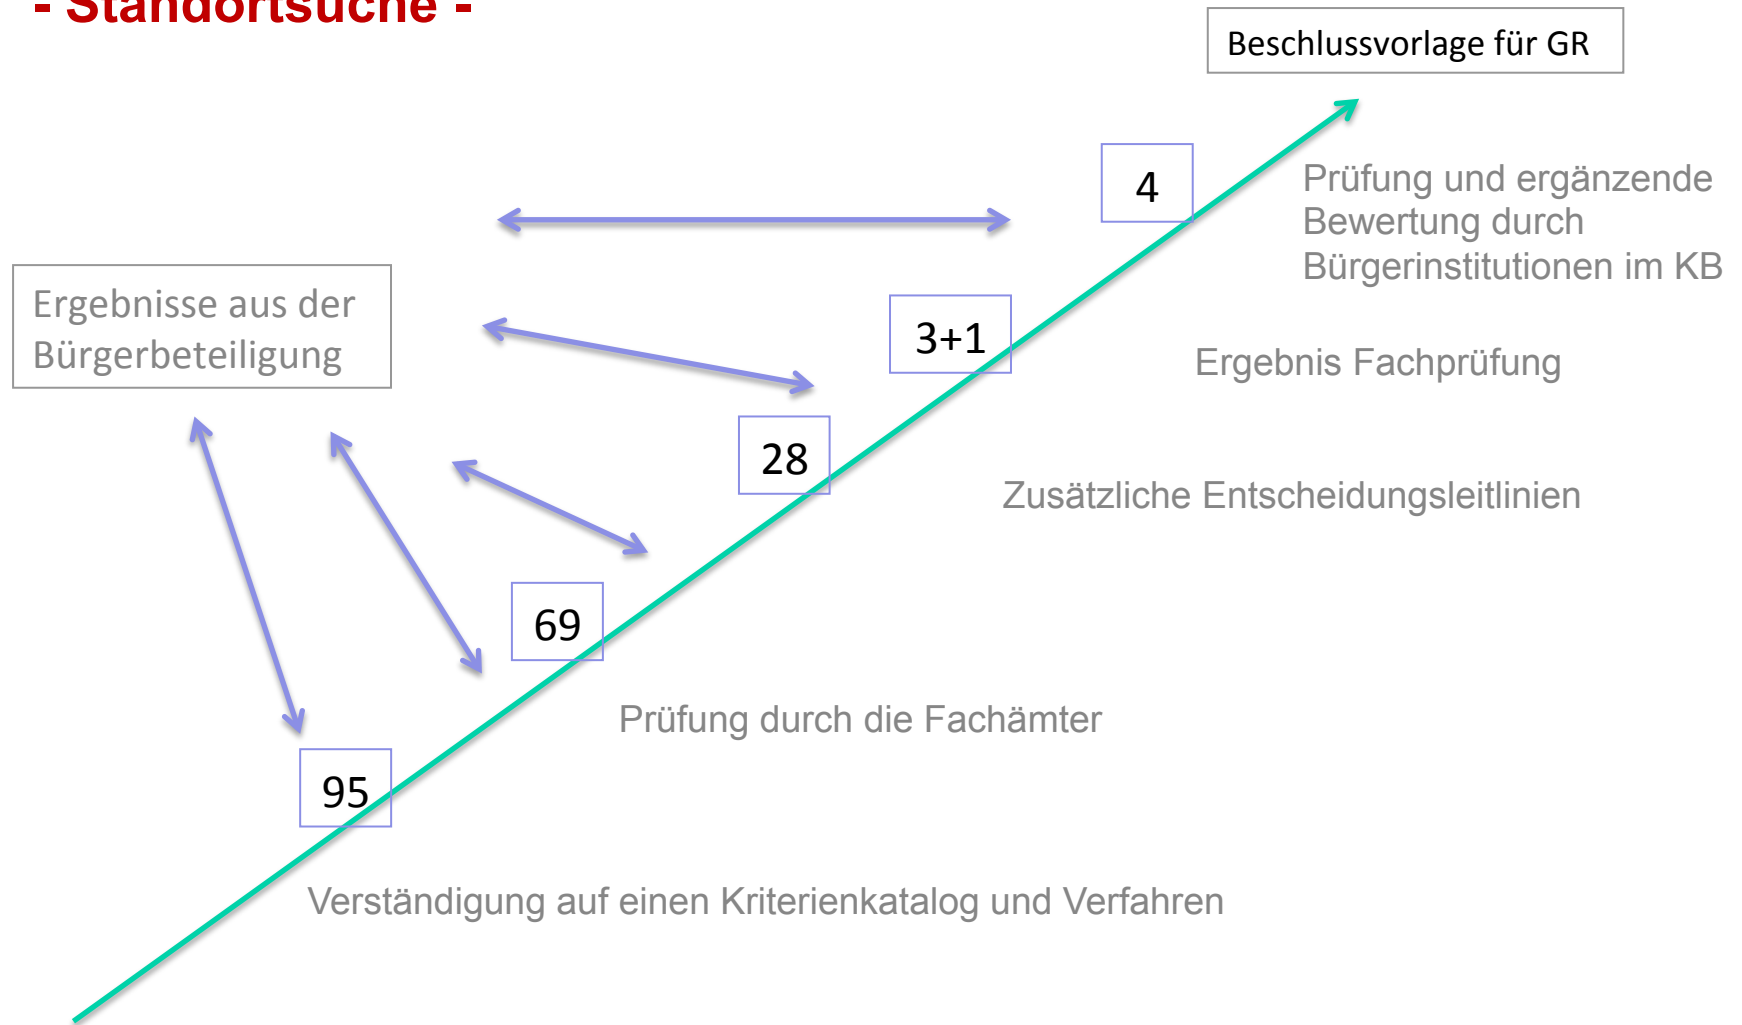 - Standortsuche -
Beschlussvorlage für GR
4
Prüfung und ergänzende
Bewertung durch
Bürgerinstitutionen im KB
Ergebnisse aus der
Bürgerbeteiligung
3+1
Ergebnis Fachprüfung
28
Zusätzliche Entscheidungsleitlinien
69
Prüfung durch die Fachämter
95
Verständigung auf einen Kriterienkatalog und Verfahren